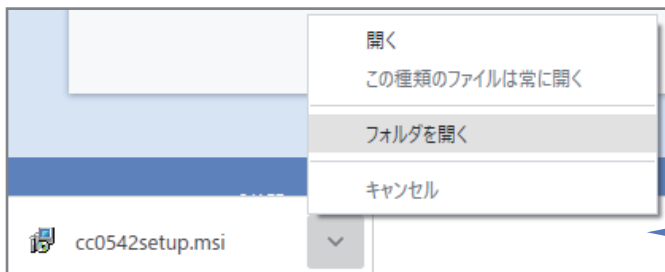 開く
この種類のファイルは常に開く
フォルダを開く
キャンセル
cc0542setup.msi